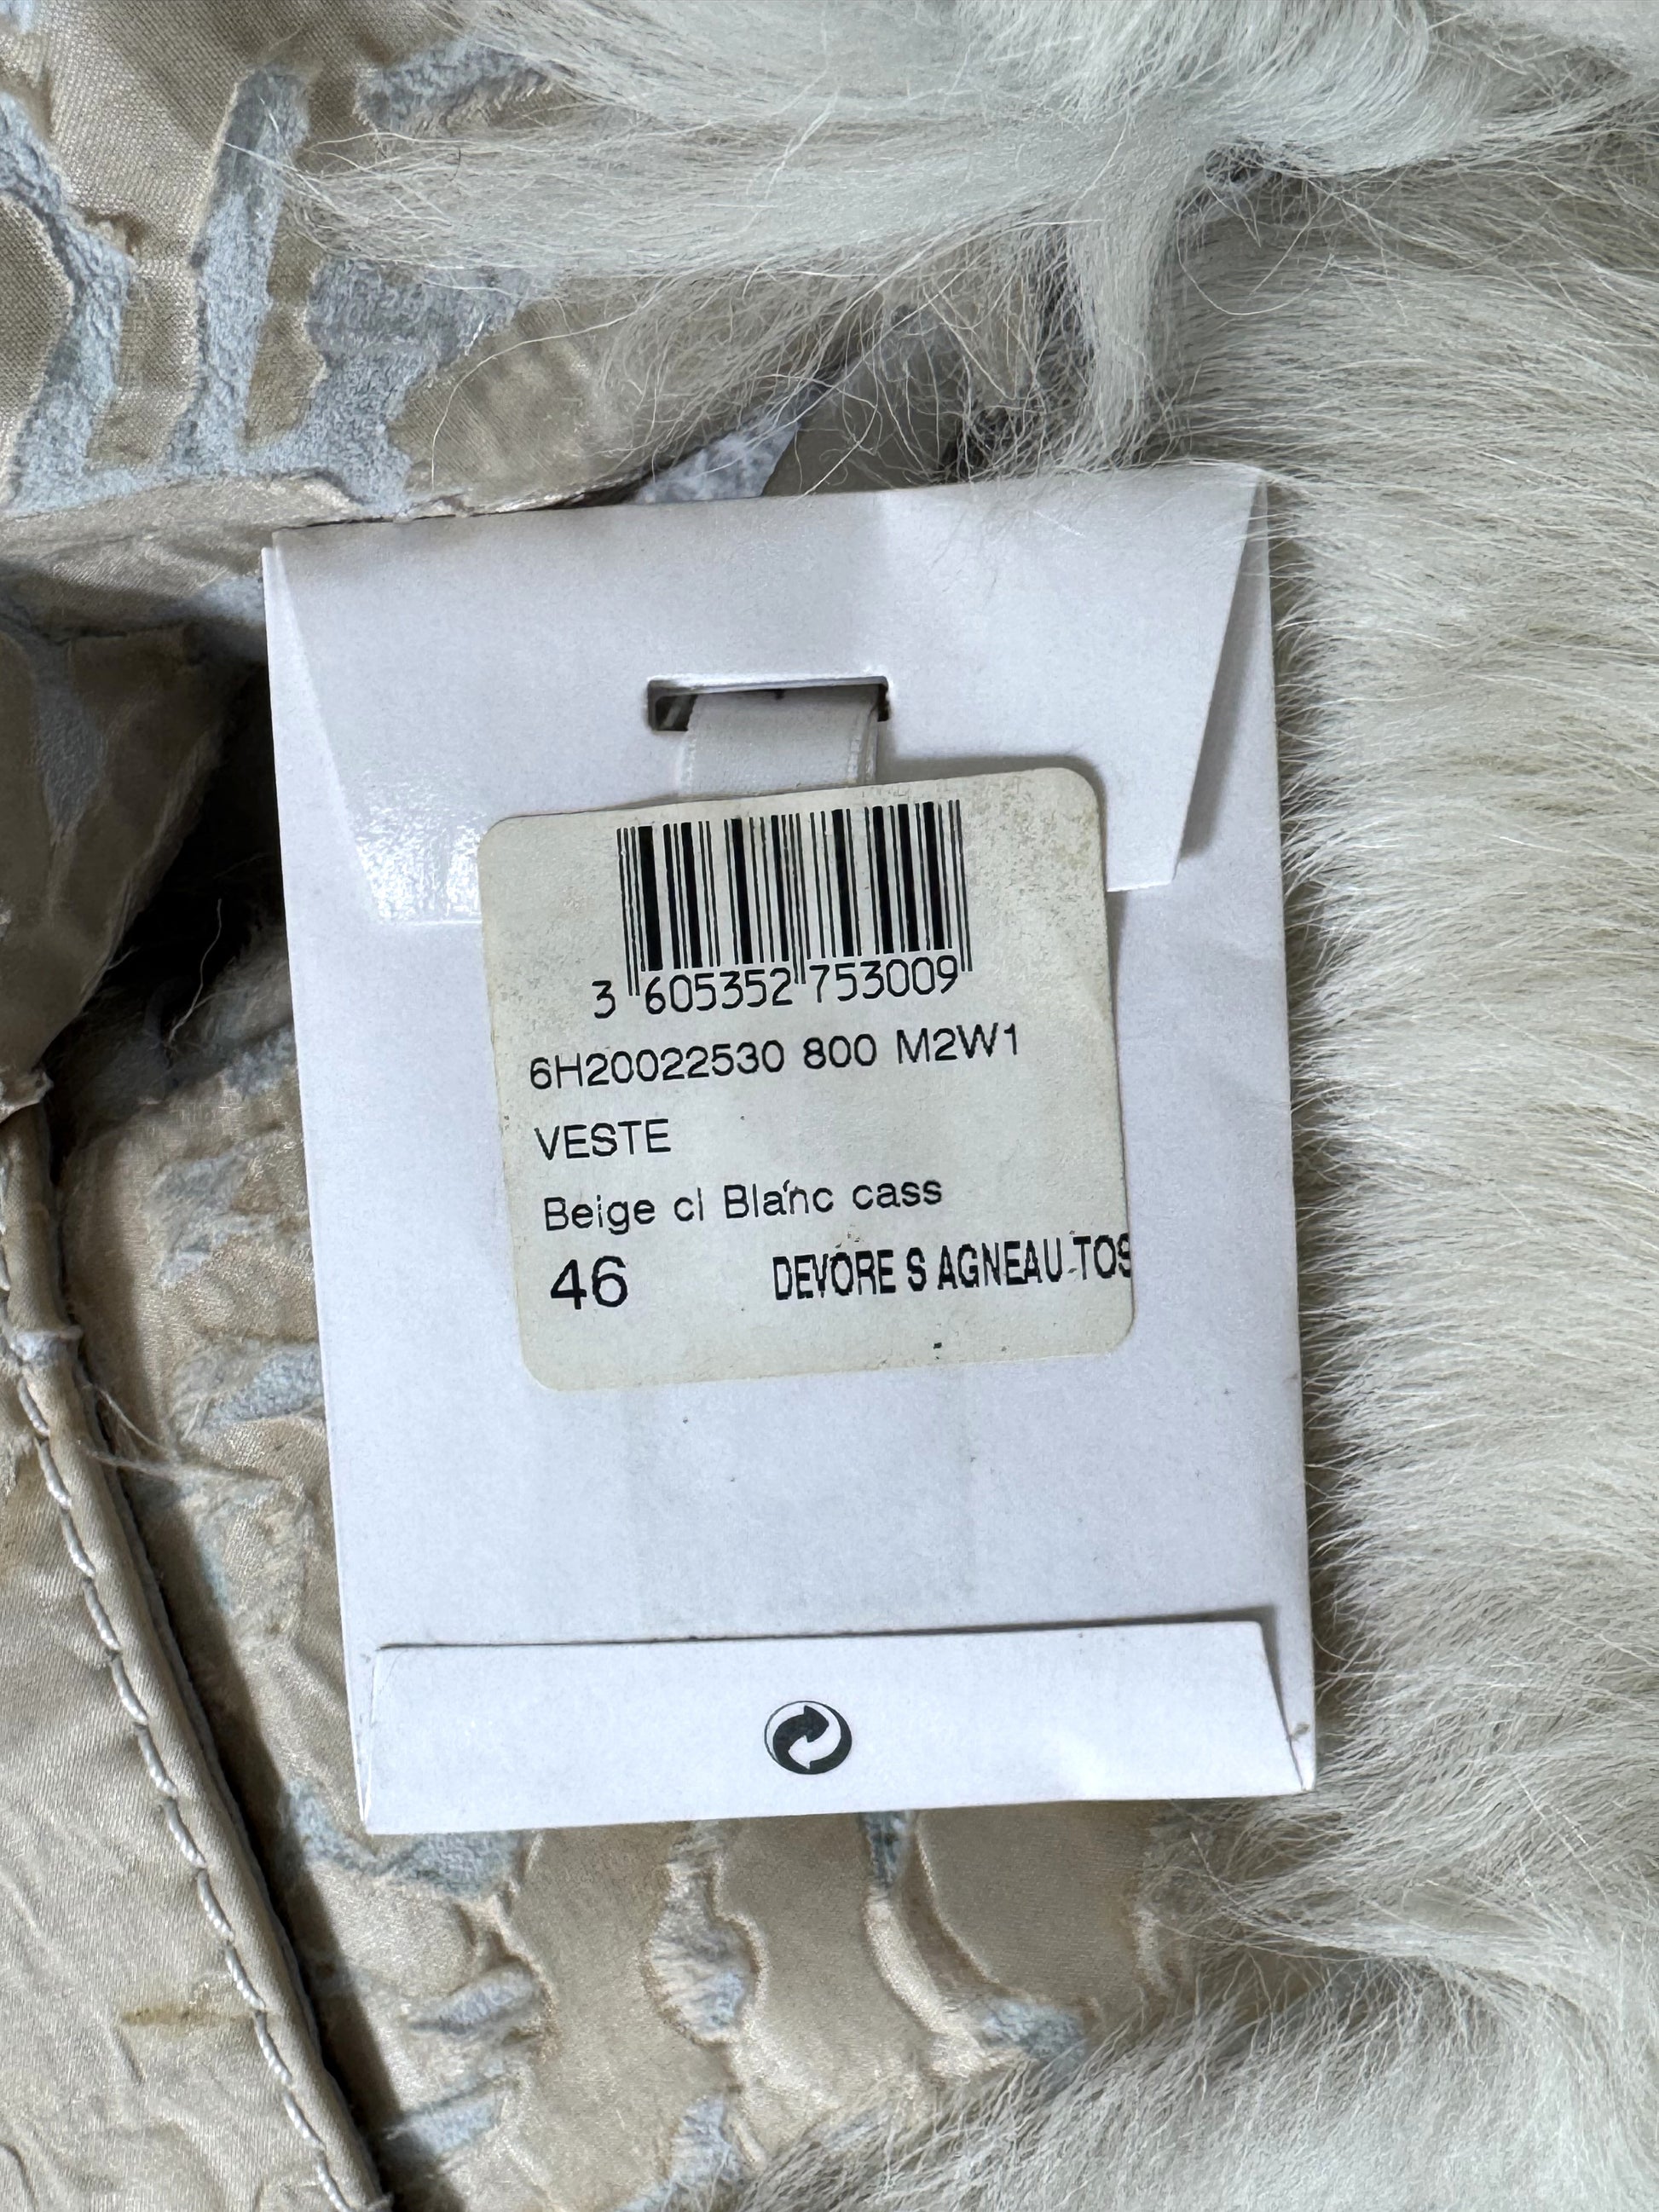 3 605352 753009
6H20022530 800 M2W1
VESTE
Beige cl Blanc cass
46 DEVORE S AGNEAU TOS